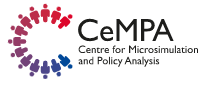 CeMPA
Centre for Microsimulation
and Policy Analysis